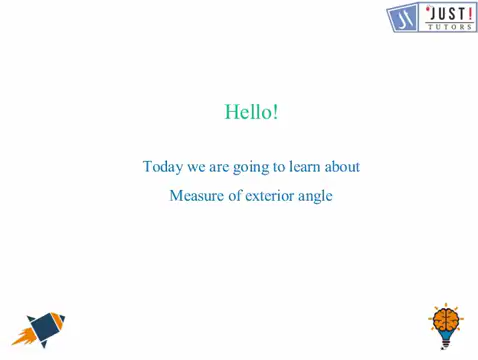 JUST!
TUTORS
Hello!
Today we are going to learn about
Measure of exterior angle